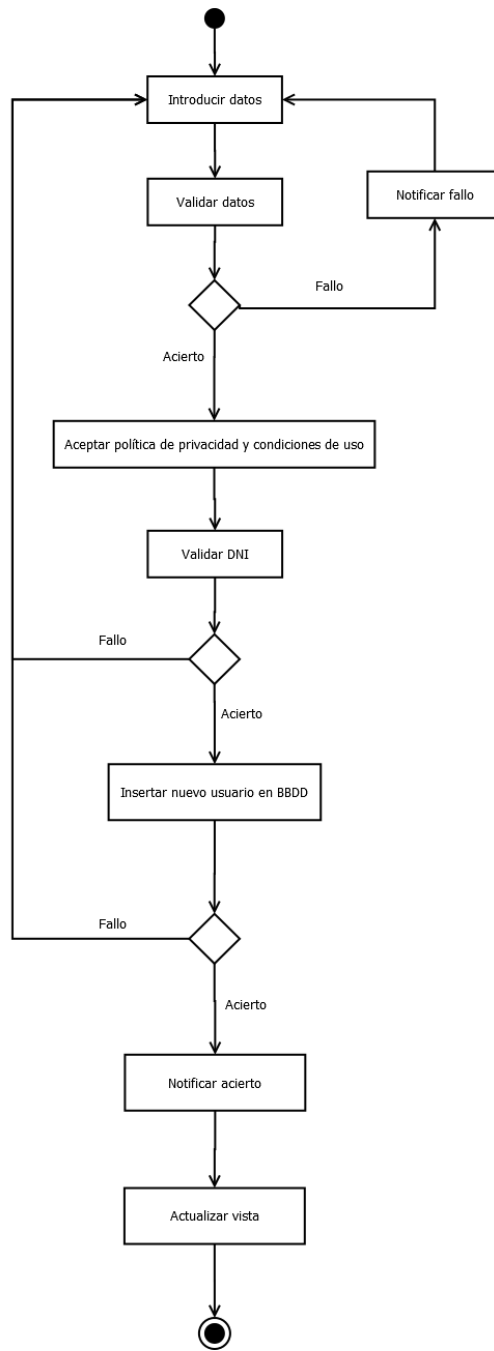 Introducir datos
Validar datos
Notificar fallo
Fallo
Acierto
Aceptar política de privacidad y condiciones de uso
Validar DNI
Fallo
Acierto
Insertar nuevo usuario en BBDD
Fallo
Acierto
Notificar acierto
Actualizar vista